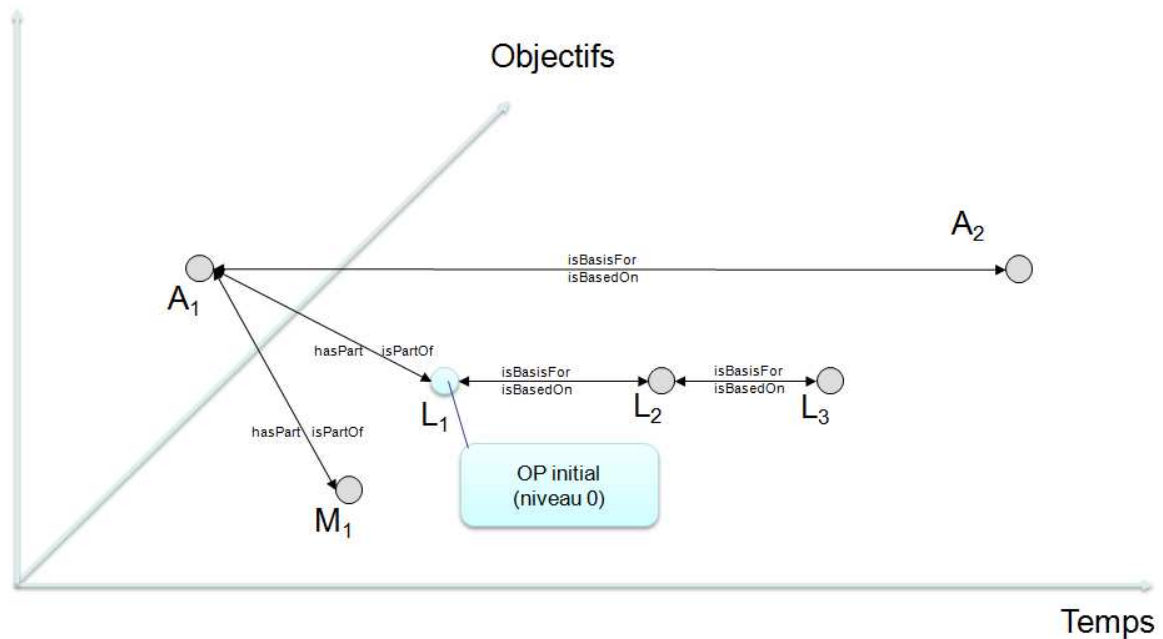 Objectifs
A₂
isBasisFor
isBasedOn
A₁
hasPart isPartOf
isBasisFor
isBasedOn
isBasisFor
isBasedOn
L₁
L₂
L₃
hasPart isPartOf
OP initial
(niveau 0)
M₁
Temps